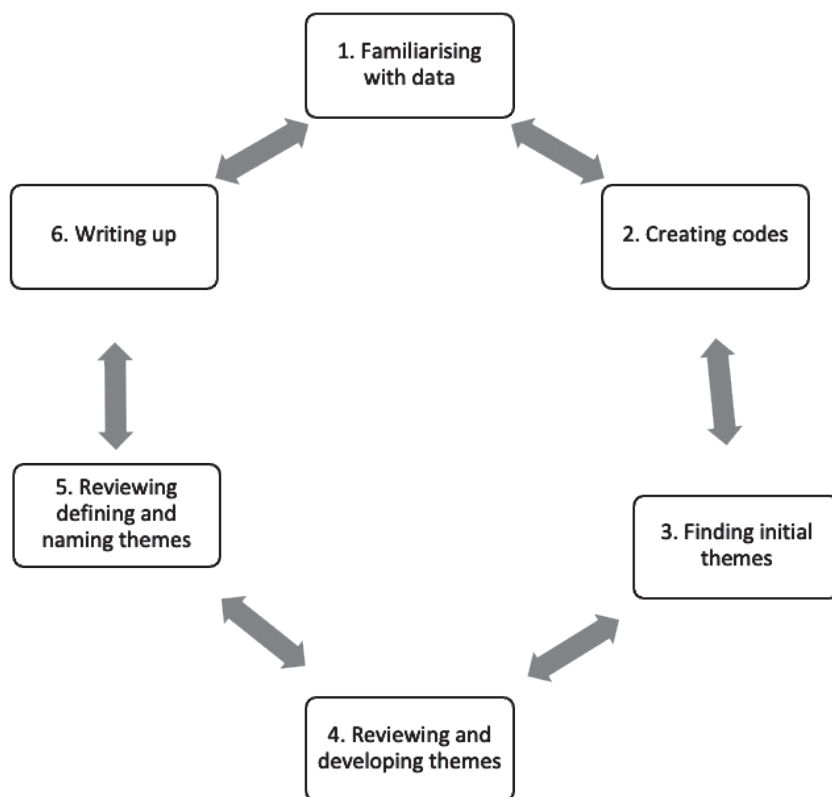 1. Familiarising
with data
2. Creating codes
3. Finding initial
themes
4. Reviewing and
developing themes
5. Reviewing
defining and
naming themes
6. Writing up